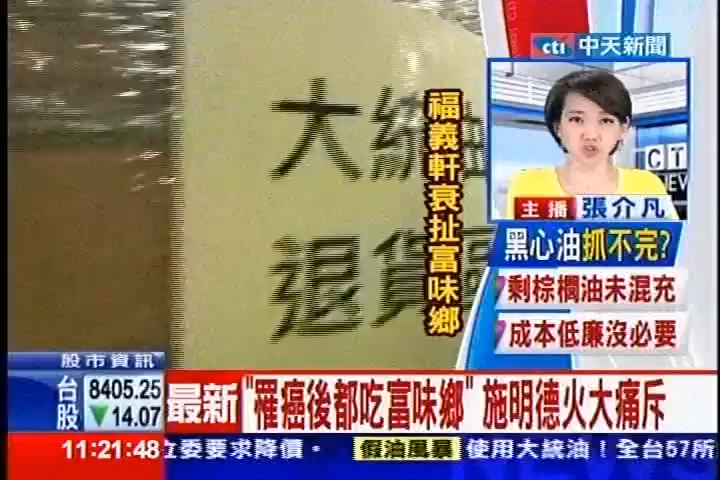 cti 中天新聞
大統
退貨
福義軒衰扯富味鄉
CT
主播 張介凡
黑心油抓不完?
剩棕櫚油未混充
成本低廉沒必要
股市資訊
台股 8405.25
▼14.07
最新 "罹癌後都吃富味鄉" 施明德火大痛斥
11:21:48 立委要求降價。 假油風暴 使用大統油!全台57所